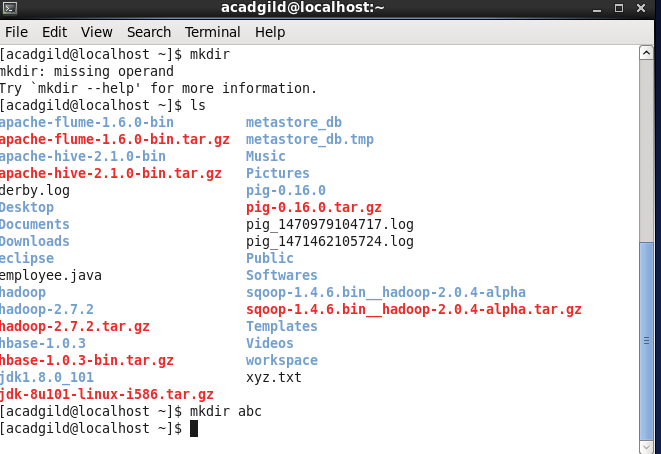 acadgild@localhost:~
File Edit View Search Terminal Help
[acadgild@localhost ~]$ mkdir
mkdir: missing operand
Try `mkdir --help' for more information.
[acadgild@localhost ~]$ ls
apache-flume-1.6.0-bin metastore_db
apache-flume-1.6.0-bin.tar.gz metastore_db.tmp
apache-hive-2.1.0-bin Music
apache-hive-2.1.0-bin.tar.gz Pictures
derby.log pig-0.16.0
Desktop pig-0.16.0.tar.gz
Documents pig_1470979104717.log
Downloads pig_1471462105724.log
eclipse Public
employee.java Softwares
hadoop sqoop-1.4.6.bin__hadoop-2.0.4-alpha
hadoop-2.7.2 sqoop-1.4.6.bin__hadoop-2.0.4-alpha.tar.gz
hadoop-2.7.2.tar.gz Templates
hbase-1.0.3 Videos
hbase-1.0.3-bin.tar.gz workspace
jdk1.8.0_101 xyz.txt
jdk-8u101-linux-i586.tar.gz
[acadgild@localhost ~]$ mkdir abc
[acadgild@localhost ~]$